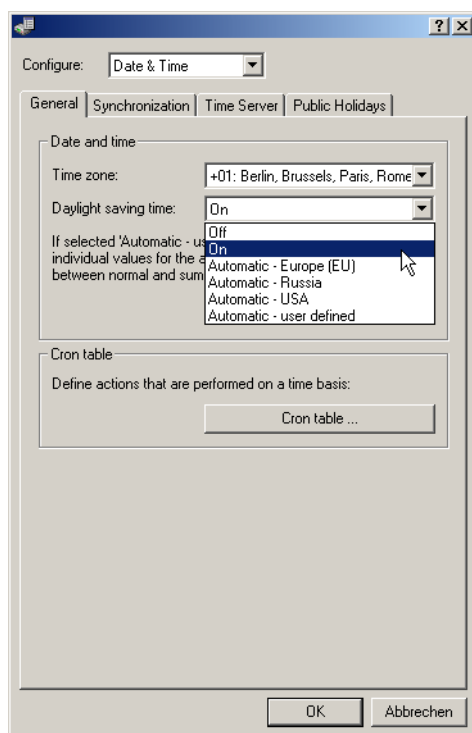 Configure: Date & Time
General Synchronization Time Server Public Holidays
Date and time
Time zone: +01: Berlin, Brussels, Paris, Rome
Daylight saving time: On
Off
On
Automatic - Europe (EU)
Automatic - Russia
Automatic - USA
Automatic - user defined
If selected 'Automatic - us
individual values for the a
between normal and sum
Cron table
Define actions that are performed on a time basis:
Cron table ...
OK Abbrechen